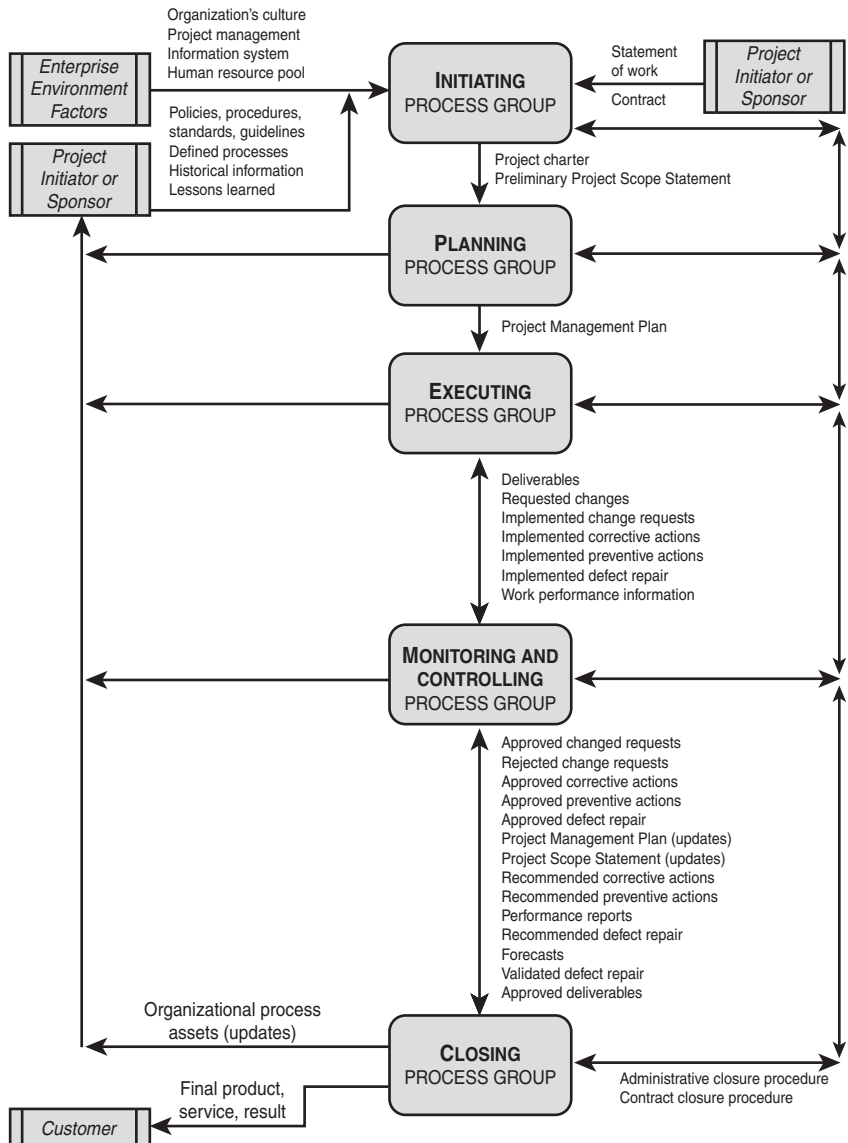 Organization’s culture
Project management
Information system
Human resource pool
Enterprise
Environment
Factors
INITIATING
PROCESS GROUP
Statement
of work
Contract
Project
Initiator or
Sponsor
Policies, procedures,
standards, guidelines
Defined processes
Historical information
Lessons learned
Project
Initiator or
Sponsor
Project charter
Preliminary Project Scope Statement
PLANNING
PROCESS GROUP
Project Management Plan
EXECUTING
PROCESS GROUP
Deliverables
Requested changes
Implemented change requests
Implemented corrective actions
Implemented preventive actions
Implemented defect repair
Work performance information
MONITORING AND
CONTROLLING
PROCESS GROUP
Approved changed requests
Rejected change requests
Approved corrective actions
Approved preventive actions
Approved defect repair
Project Management Plan (updates)
Project Scope Statement (updates)
Recommended corrective actions
Recommended preventive actions
Performance reports
Recommended defect repair
Forecasts
Validated defect repair
Approved deliverables
Organizational process
assets (updates)
CLOSING
PROCESS GROUP
Administrative closure procedure
Contract closure procedure
Final product,
service, result
Customer